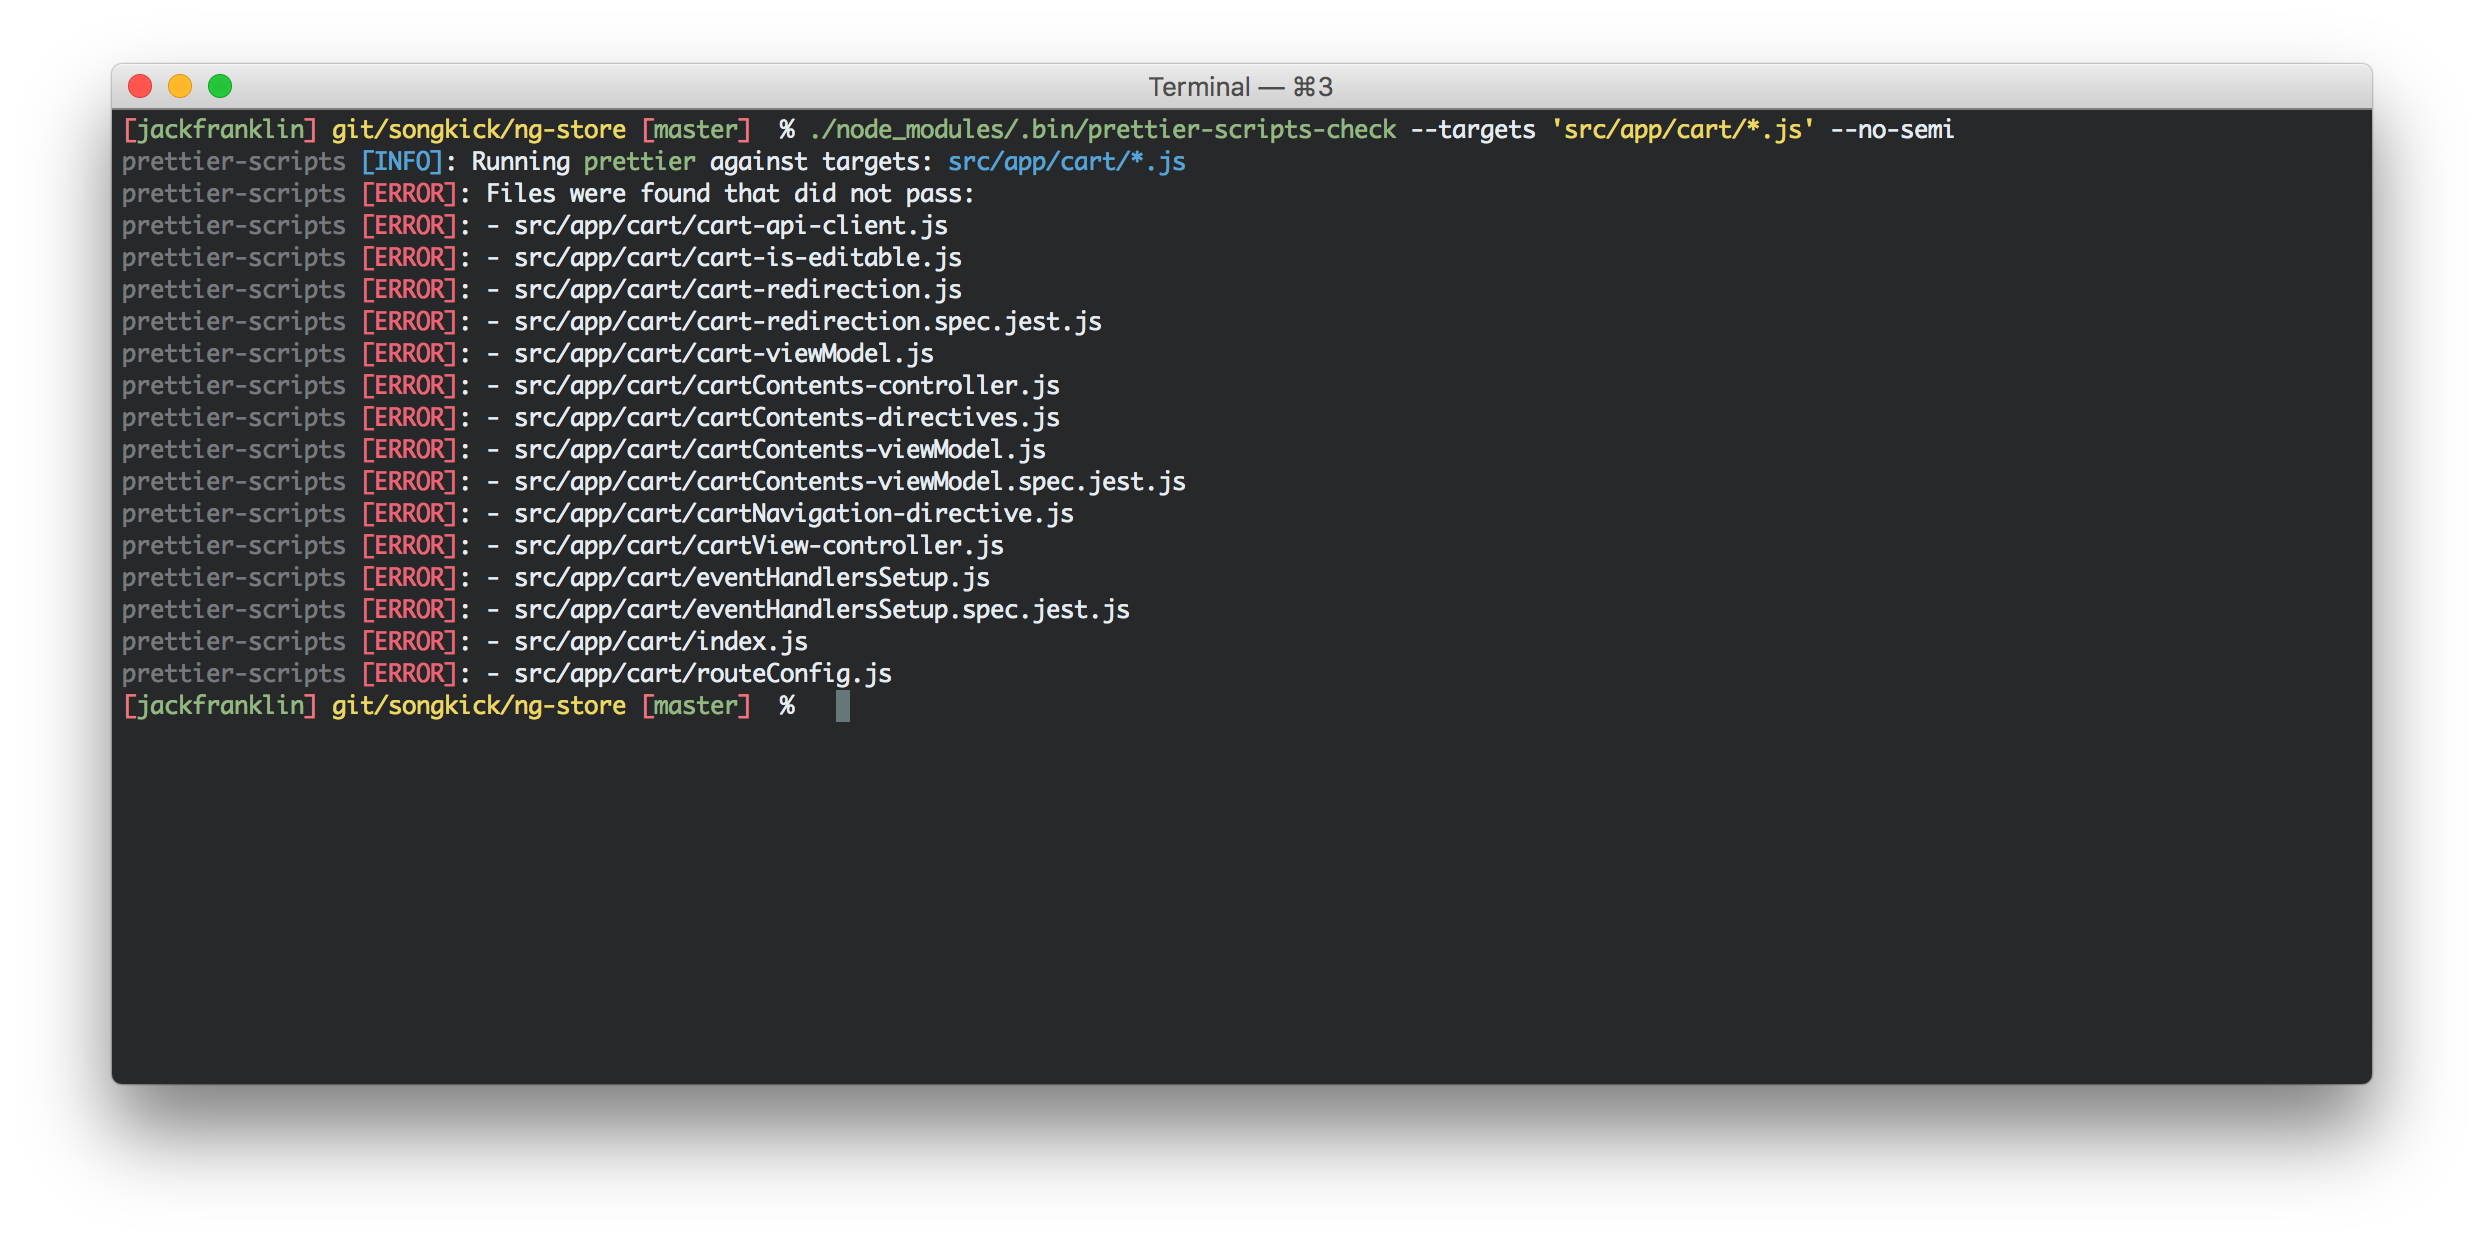 Terminal — ⌘3
[jackfranklin] git/songkick/ng-store [master]  % ./node_modules/.bin/prettier-scripts-check --targets 'src/app/cart/*.js' --no-semi
prettier-scripts [INFO]: Running prettier against targets: src/app/cart/*.js
prettier-scripts [ERROR]: Files were found that did not pass:
prettier-scripts [ERROR]: - src/app/cart/cart-api-client.js
prettier-scripts [ERROR]: - src/app/cart/cart-is-editable.js
prettier-scripts [ERROR]: - src/app/cart/cart-redirection.js
prettier-scripts [ERROR]: - src/app/cart/cart-redirection.spec.jest.js
prettier-scripts [ERROR]: - src/app/cart/cart-viewModel.js
prettier-scripts [ERROR]: - src/app/cart/cartContents-controller.js
prettier-scripts [ERROR]: - src/app/cart/cartContents-directives.js
prettier-scripts [ERROR]: - src/app/cart/cartContents-viewModel.js
prettier-scripts [ERROR]: - src/app/cart/cartContents-viewModel.spec.jest.js
prettier-scripts [ERROR]: - src/app/cart/cartNavigation-directive.js
prettier-scripts [ERROR]: - src/app/cart/cartView-controller.js
prettier-scripts [ERROR]: - src/app/cart/eventHandlersSetup.js
prettier-scripts [ERROR]: - src/app/cart/eventHandlersSetup.spec.jest.js
prettier-scripts [ERROR]: - src/app/cart/index.js
prettier-scripts [ERROR]: - src/app/cart/routeConfig.js
[jackfranklin] git/songkick/ng-store [master]  %